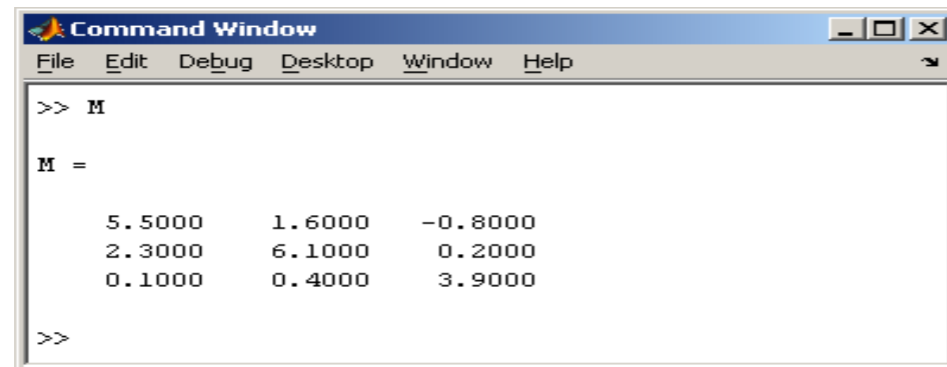 Command Window
File Edit Debug Desktop Window Help
>> M
M =
5.5000 1.6000 -0.8000
2.3000 6.1000 0.2000
0.1000 0.4000 3.9000
>>